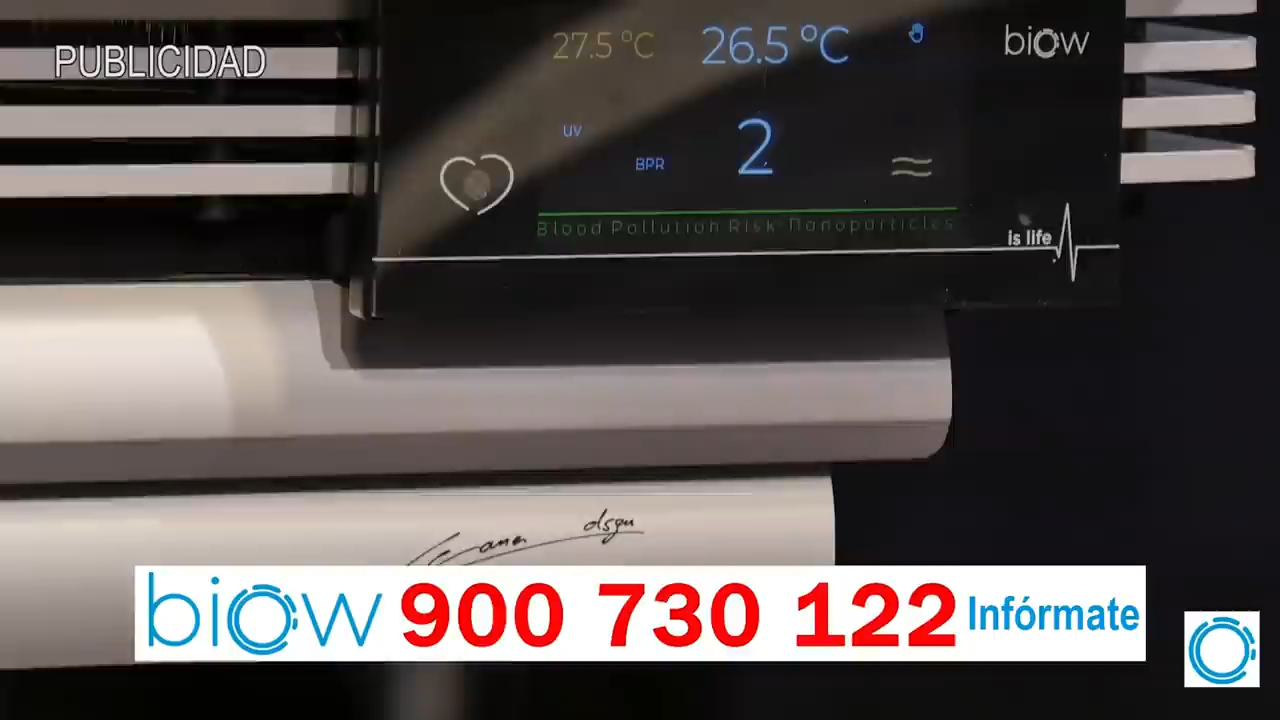 PUBLICIDAD
27.5 °C 26.5 °C
biow
UV
BPR
2
Blood Pollution Risk-Nanoparticles
is life
dsgn
biow 900 730 122 Infórmate